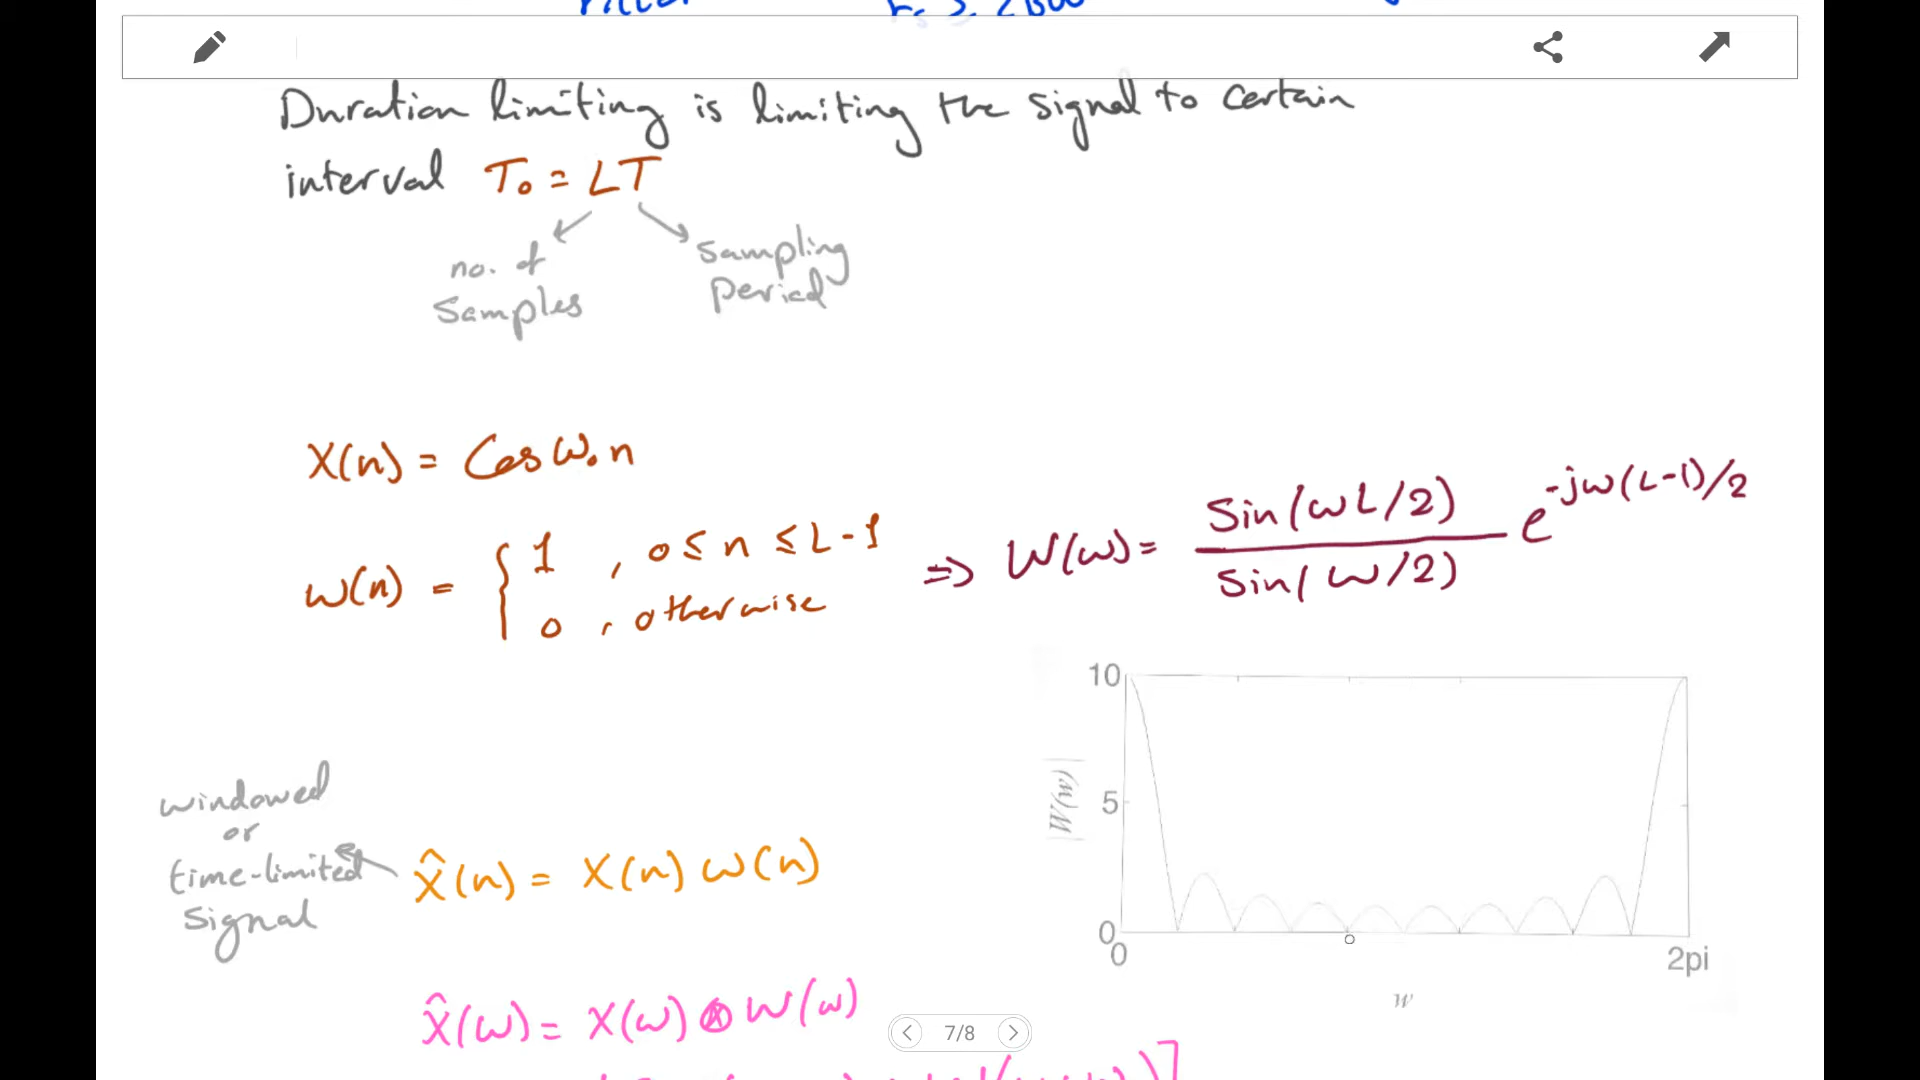 Duration limiting is limiting the signal to certain
interval T₀ = LT
no. of
samples
sampling
period
X(n) = Cos ω₀ n
w(n) = { 1 , 0 ≤ n ≤ L-1
0 , otherwise
⇒ W(ω) = Sin(ωL/2) / Sin(ω/2) e^{-jω(L-1)/2}
10
5
0
|W(w)|
0
2pi
w
windowed
or
time-limited
signal
X̂(n) = X(n) w(n)
X̂(ω) = X(ω) ⊛ W(ω)
7/8